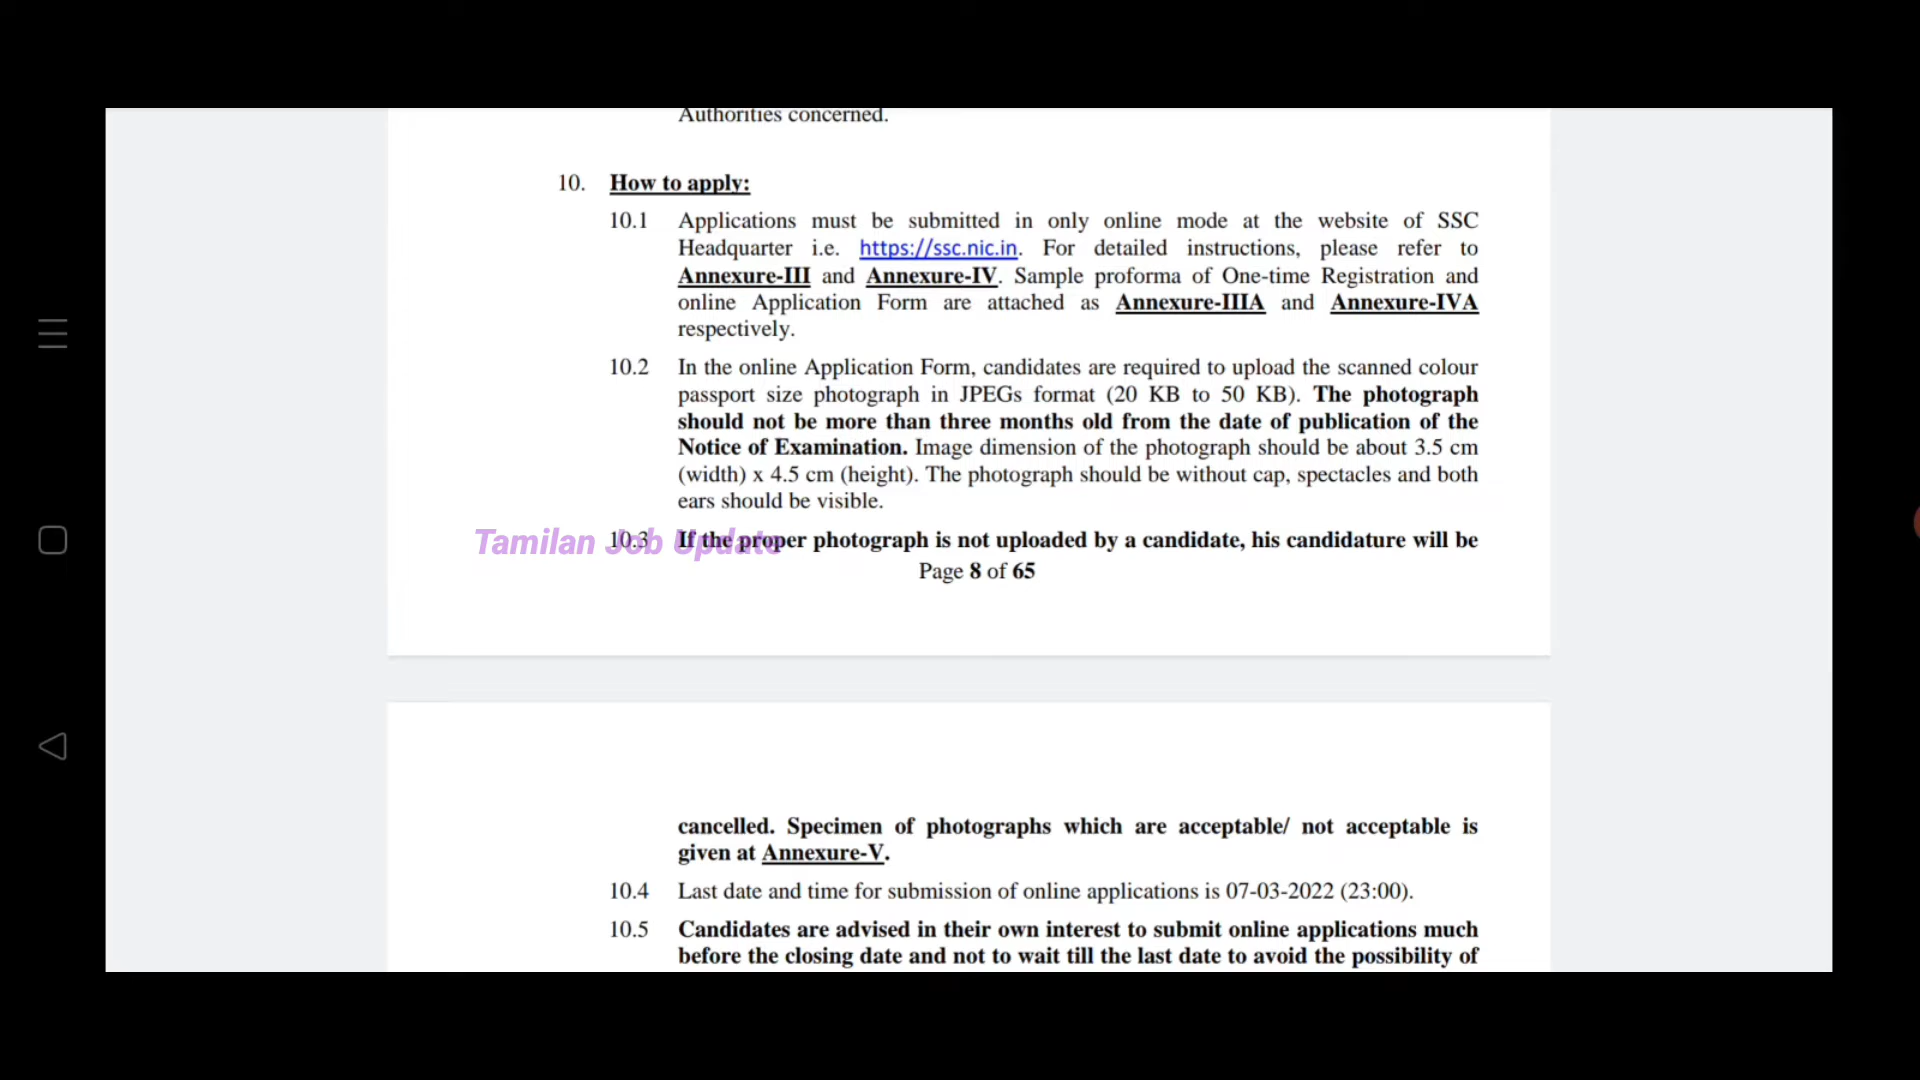 Authorities concerned.
10. How to apply:
10.1 Applications must be submitted in only online mode at the website of SSC
Headquarter i.e. https://ssc.nic.in. For detailed instructions, please refer to
Annexure-III and Annexure-IV. Sample proforma of One-time Registration and
online Application Form are attached as Annexure-IIIA and Annexure-IVA
respectively.
10.2 In the online Application Form, candidates are required to upload the scanned colour
passport size photograph in JPEGs format (20 KB to 50 KB). The photograph
should not be more than three months old from the date of publication of the
Notice of Examination. Image dimension of the photograph should be about 3.5 cm
(width) x 4.5 cm (height). The photograph should be without cap, spectacles and both
ears should be visible.
Tamilan Job Update
10.3 If the proper photograph is not uploaded by a candidate, his candidature will be
Page 8 of 65
cancelled. Specimen of photographs which are acceptable/ not acceptable is
given at Annexure-V.
10.4 Last date and time for submission of online applications is 07-03-2022 (23:00).
10.5 Candidates are advised in their own interest to submit online applications much
before the closing date and not to wait till the last date to avoid the possibility of